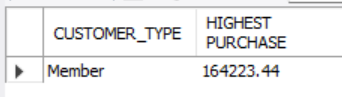 CUSTOMER_TYPE HIGHEST PURCHASE
Member 164223.44